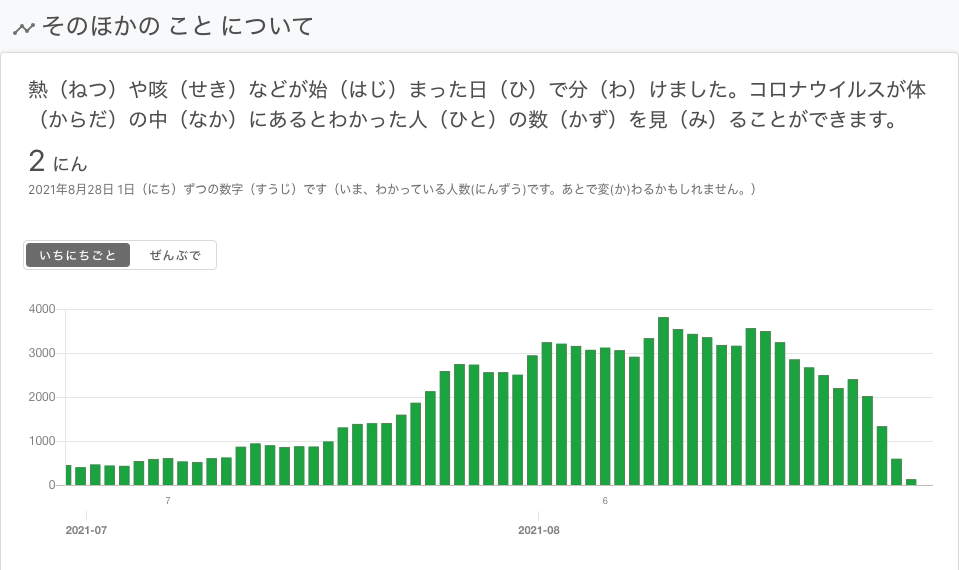 そのほかの こと について
熱（ねつ）や咳（せき）などが始（はじ）まった日（ひ）で分（わ）けました。コロナウイルスが体
（からだ）の中（なか）にあるとわかった人（ひと）の数（かず）を見（み）ることができます。
2 にん
2021年8月28日 1日（にち）ずつの数字（すうじ）です（いま、わかっている人数(にんずう)です。あとで変(か)わるかもしれません。）
いちにちごと ぜんぶで
4000
3000
2000
1000
0
7 6
2021-07 2021-08